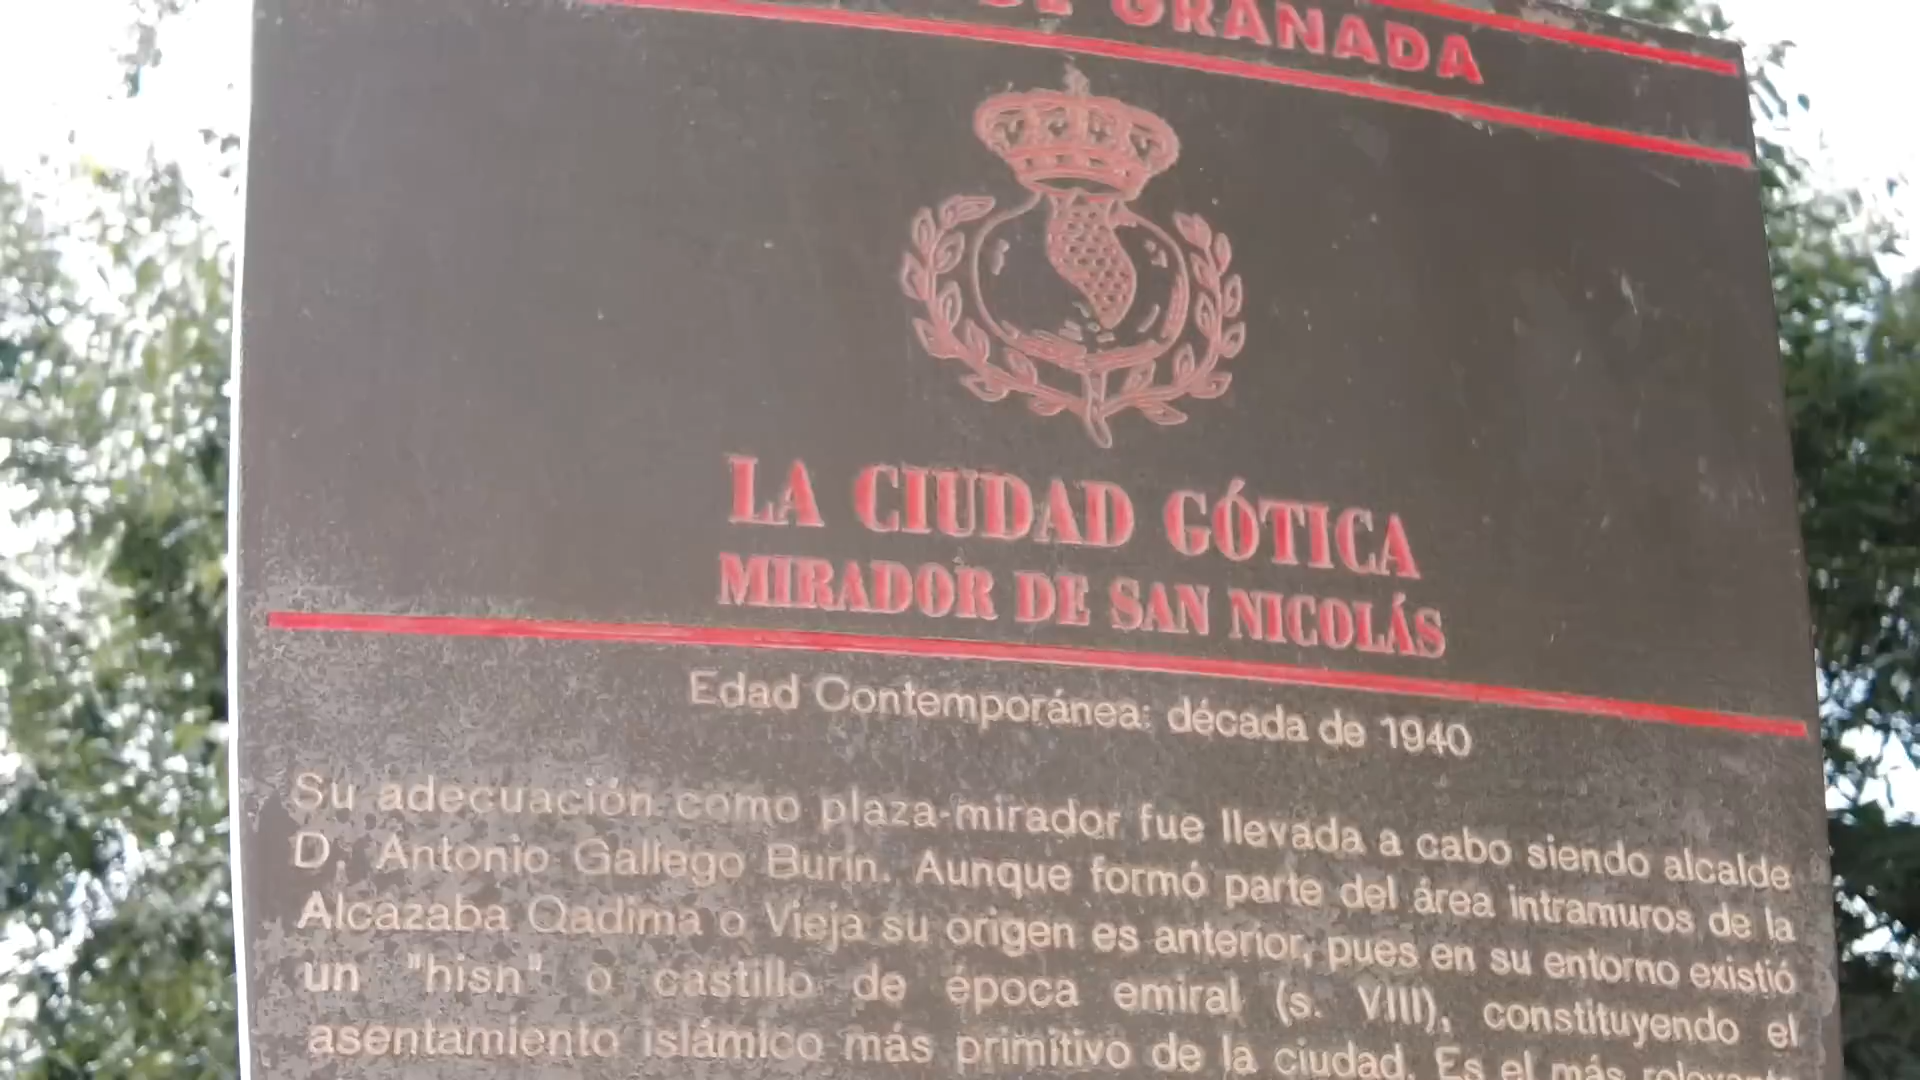 DE GRANADA
LA CIUDAD GÓTICA
MIRADOR DE SAN NICOLÁS
Edad Contemporánea: década de 1940
Su adecuación como plaza-mirador fue llevada a cabo siendo alcalde
D. Antonio Gallego Burín. Aunque formó parte del área intramuros de la
Alcazaba Qadima o Vieja su origen es anterior, pues en su entorno existió
un "hisn" o castillo de época emiral (s. VIII), constituyendo el
asentamiento islámico más primitivo de la ciudad. Es el más relevante